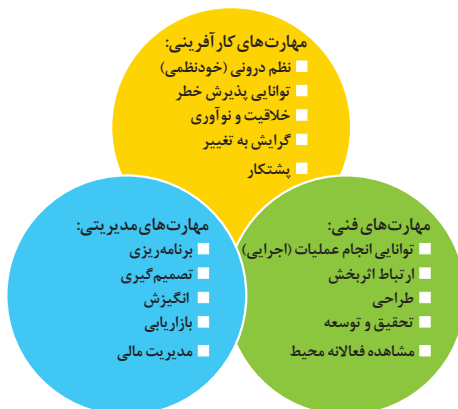 مهارت‌های کارآفرینی:
نظم درونی (خودنظمی)
توانایی پذیرش خطر
خلاقیت و نوآوری
گرایش به تغییر
پشتکار
مهارت‌های فنی:
توانایی انجام عملیات (اجرایی)
ارتباط اثربخش
طراحی
تحقیق و توسعه
مشاهده فعالانه محیط
مهارت‌های مدیریتی:
برنامه‌ریزی
تصمیم‌گیری
انگیزش
بازاریابی
مدیریت مالی